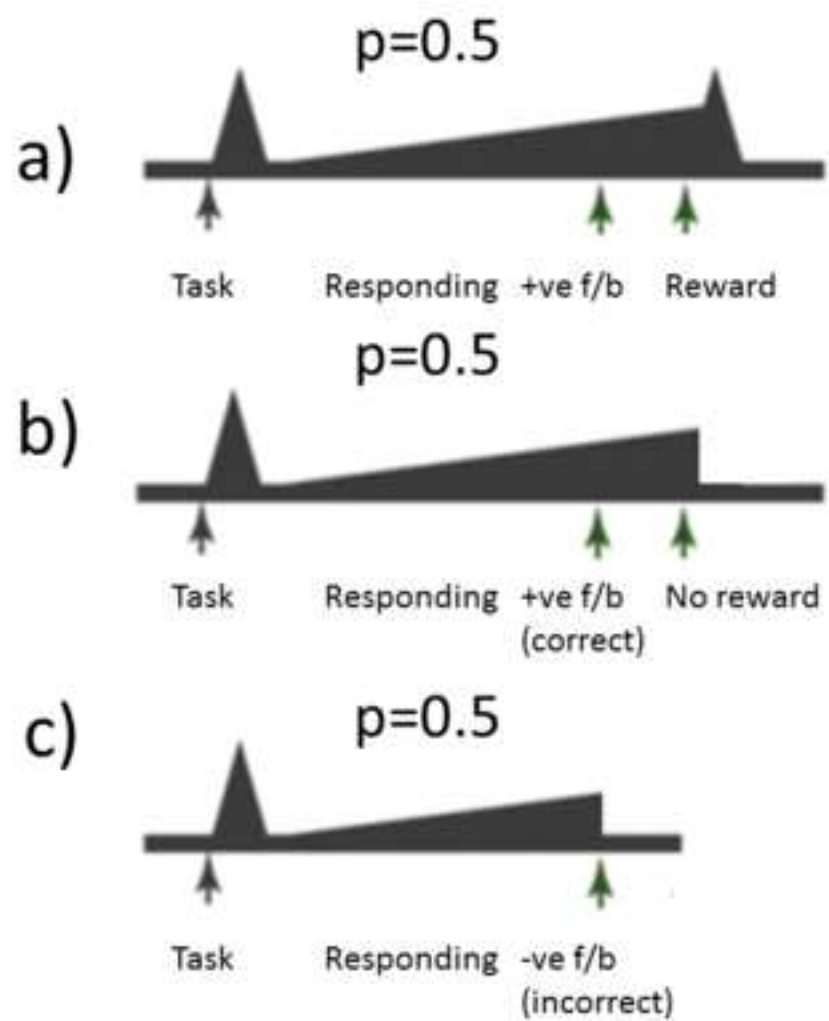 p=0.5
a)
Task Responding +ve f/b Reward
p=0.5
b)
Task Responding +ve f/b No reward
(correct)
p=0.5
c)
Task Responding -ve f/b
(incorrect)